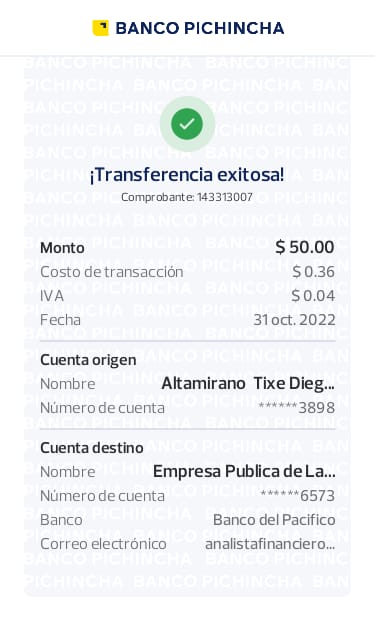 BANCO PICHINCHA
¡Transferencia exitosa!
Comprobante: 143313007
Monto $ 50.00
Costo de transacción $ 0.36
IVA $ 0.04
Fecha 31 oct. 2022
Cuenta origen
Nombre Altamirano Tixe Dieg...
Número de cuenta ******3898
Cuenta destino
Nombre Empresa Publica de La...
Número de cuenta ******6573
Banco Banco del Pacifico
Correo electrónico analistafinanciero...